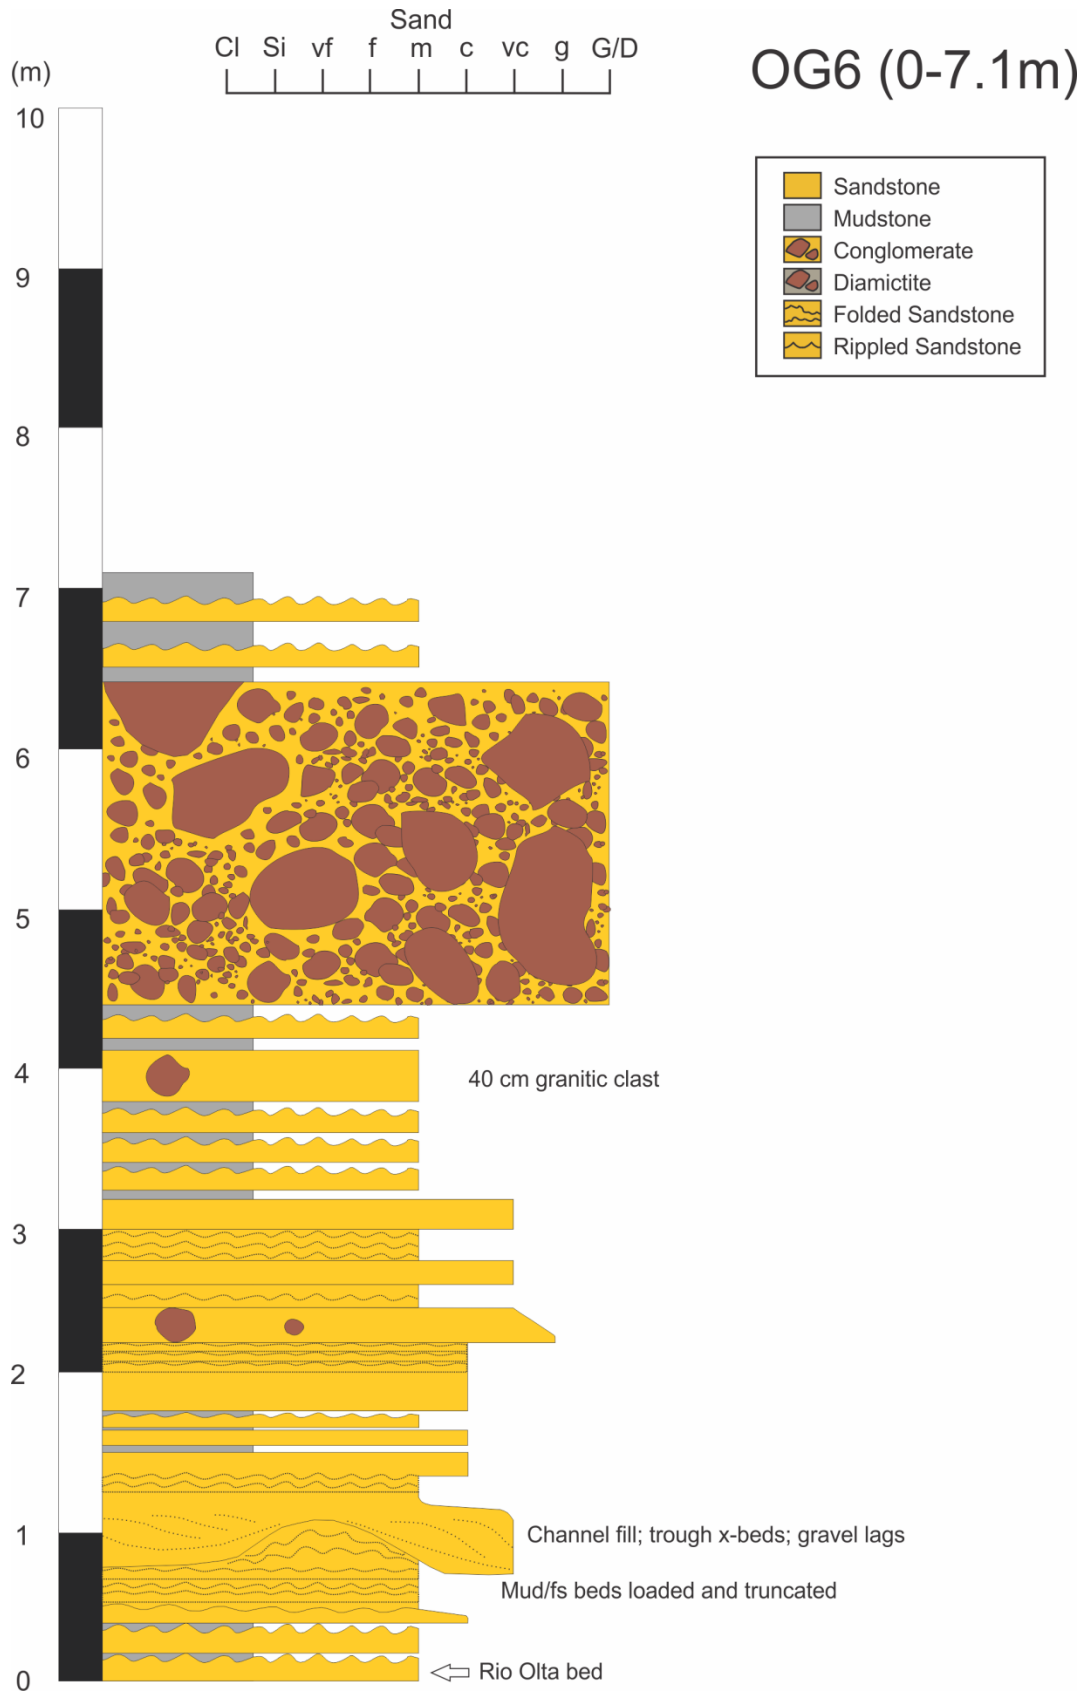 Sand
Cl Si vf f m c vc g G/D
(m)
OG6 (0-7.1m)
10
Sandstone
Mudstone
Conglomerate
Diamictite
Folded Sandstone
Rippled Sandstone
9
8
7
6
5
4
40 cm granitic clast
3
2
1
Channel fill; trough x-beds; gravel lags
Mud/fs beds loaded and truncated
0
Rio Olta bed